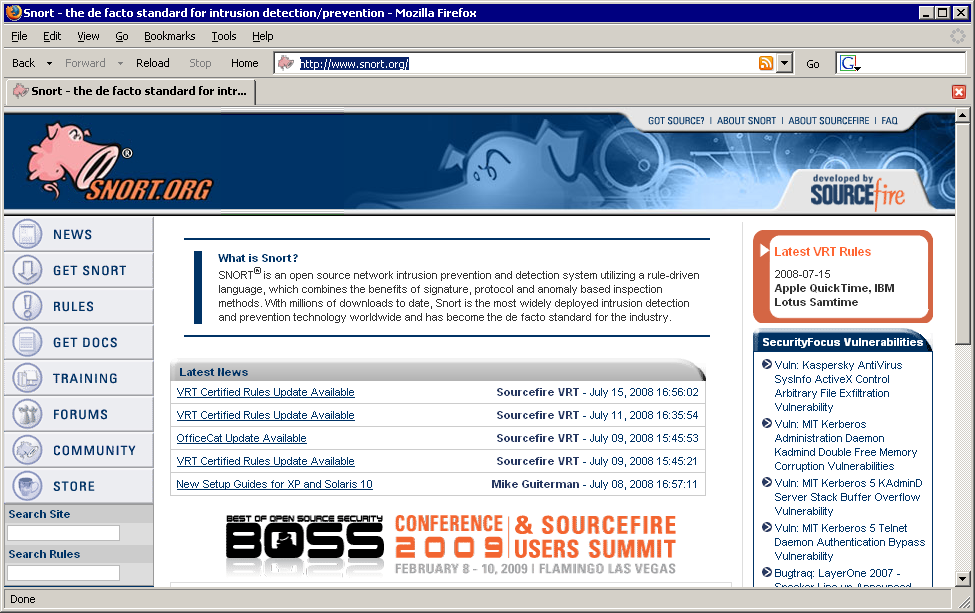 Snort - the de facto standard for intrusion detection/prevention - Mozilla Firefox
File Edit View Go Bookmarks Tools Help
Back Forward Reload Stop Home http://www.snort.org/ Go G
Snort - the de facto standard for intr...
GOT SOURCE? | ABOUT SNORT | ABOUT SOURCEFIRE | FAQ
®
SNORT.ORG
developed by
SOURCEfire
NEWS
GET SNORT
RULES
GET DOCS
TRAINING
FORUMS
COMMUNITY
STORE
Search Site
Search Rules
What is Snort?
SNORT® is an open source network intrusion prevention and detection system utilizing a rule-driven
language, which combines the benefits of signature, protocol and anomaly based inspection
methods. With millions of downloads to date, Snort is the most widely deployed intrusion detection
and prevention technology worldwide and has become the de facto standard for the industry.
Latest News
VRT Certified Rules Update Available Sourcefire VRT - July 15, 2008 16:56:02
VRT Certified Rules Update Available Sourcefire VRT - July 11, 2008 16:35:54
OfficeCat Update Available Sourcefire VRT - July 09, 2008 15:45:53
VRT Certified Rules Update Available Sourcefire VRT - July 09, 2008 15:45:21
New Setup Guides for XP and Solaris 10 Mike Guiterman - July 08, 2008 16:57:11
BEST OF OPEN SOURCE SECURITY
BOSS
CONFERENCE | & SOURCEFIRE
2009 | USERS SUMMIT
FEBRUARY 8 - 10, 2009 | FLAMINGO LAS VEGAS
Latest VRT Rules
2008-07-15
Apple QuickTime, IBM
Lotus Samtime
SecurityFocus Vulnerabilities
Vuln: Kaspersky AntiVirus
SysInfo ActiveX Control
Arbitrary File Exfiltration
Vulnerability
Vuln: MIT Kerberos
Administration Daemon
Kadmind Double Free Memory
Corruption Vulnerabilities
Vuln: MIT Kerberos 5 KAdminD
Server Stack Buffer Overflow
Vulnerability
Vuln: MIT Kerberos 5 Telnet
Daemon Authentication Bypass
Vulnerability
Bugtraq: LayerOne 2007 -
Speaker Line-up Announced
Done